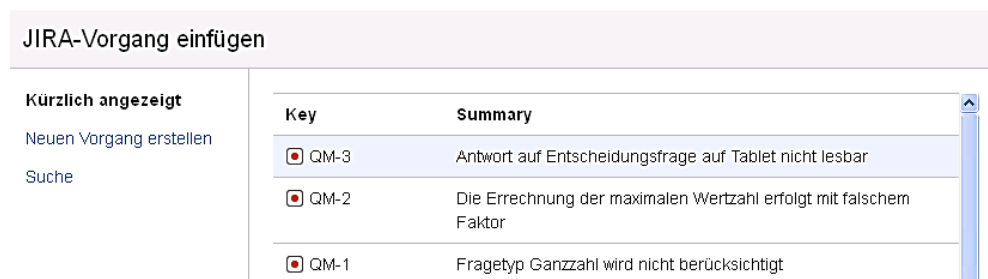 JIRA-Vorgang einfügen
Kürzlich angezeigt
Neuen Vorgang erstellen
Suche
Key Summary
QM-3 Antwort auf Entscheidungsfrage auf Tablet nicht lesbar
QM-2 Die Errechnung der maximalen Wertzahl erfolgt mit falschem
Faktor
QM-1 Fragetyp Ganzzahl wird nicht berücksichtigt